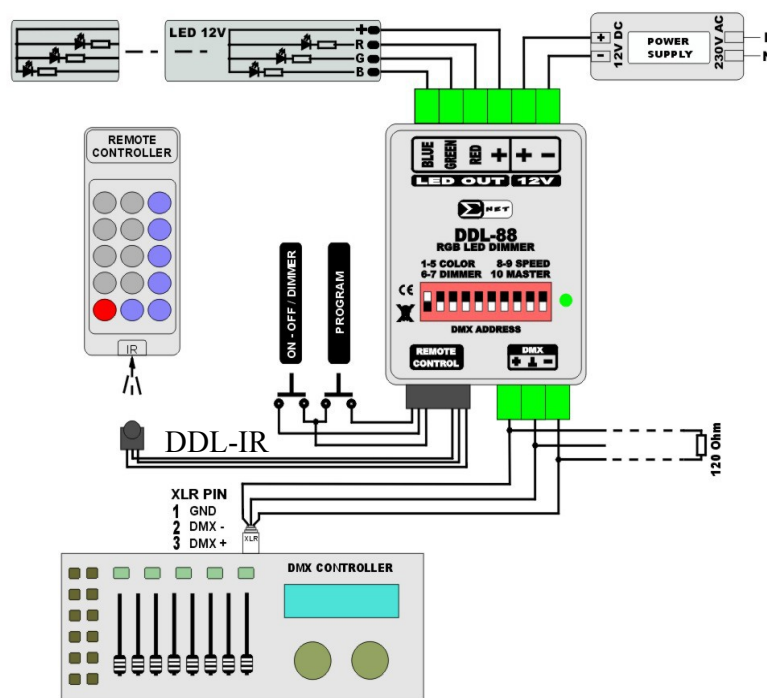 LED 12V
+
R
G
B
+
-
12V DC
POWER
SUPPLY
230V AC
REMOTE
CONTROLLER
IR
BLUE
GREEN
RED
+
+
-
LED OUT
12V
Σ NET
DDL-88
RGB LED DIMMER
1-5 COLOR 8-9 SPEED
6-7 DIMMER 10 MASTER
CE
DMX ADDRESS
REMOTE
CONTROL
DMX
+ ⊥ -
ON - OFF / DIMMER
PROGRAM
DDL-IR
120 Ohm
XLR PIN
1 GND
2 DMX -
3 DMX +
XLR
DMX CONTROLLER